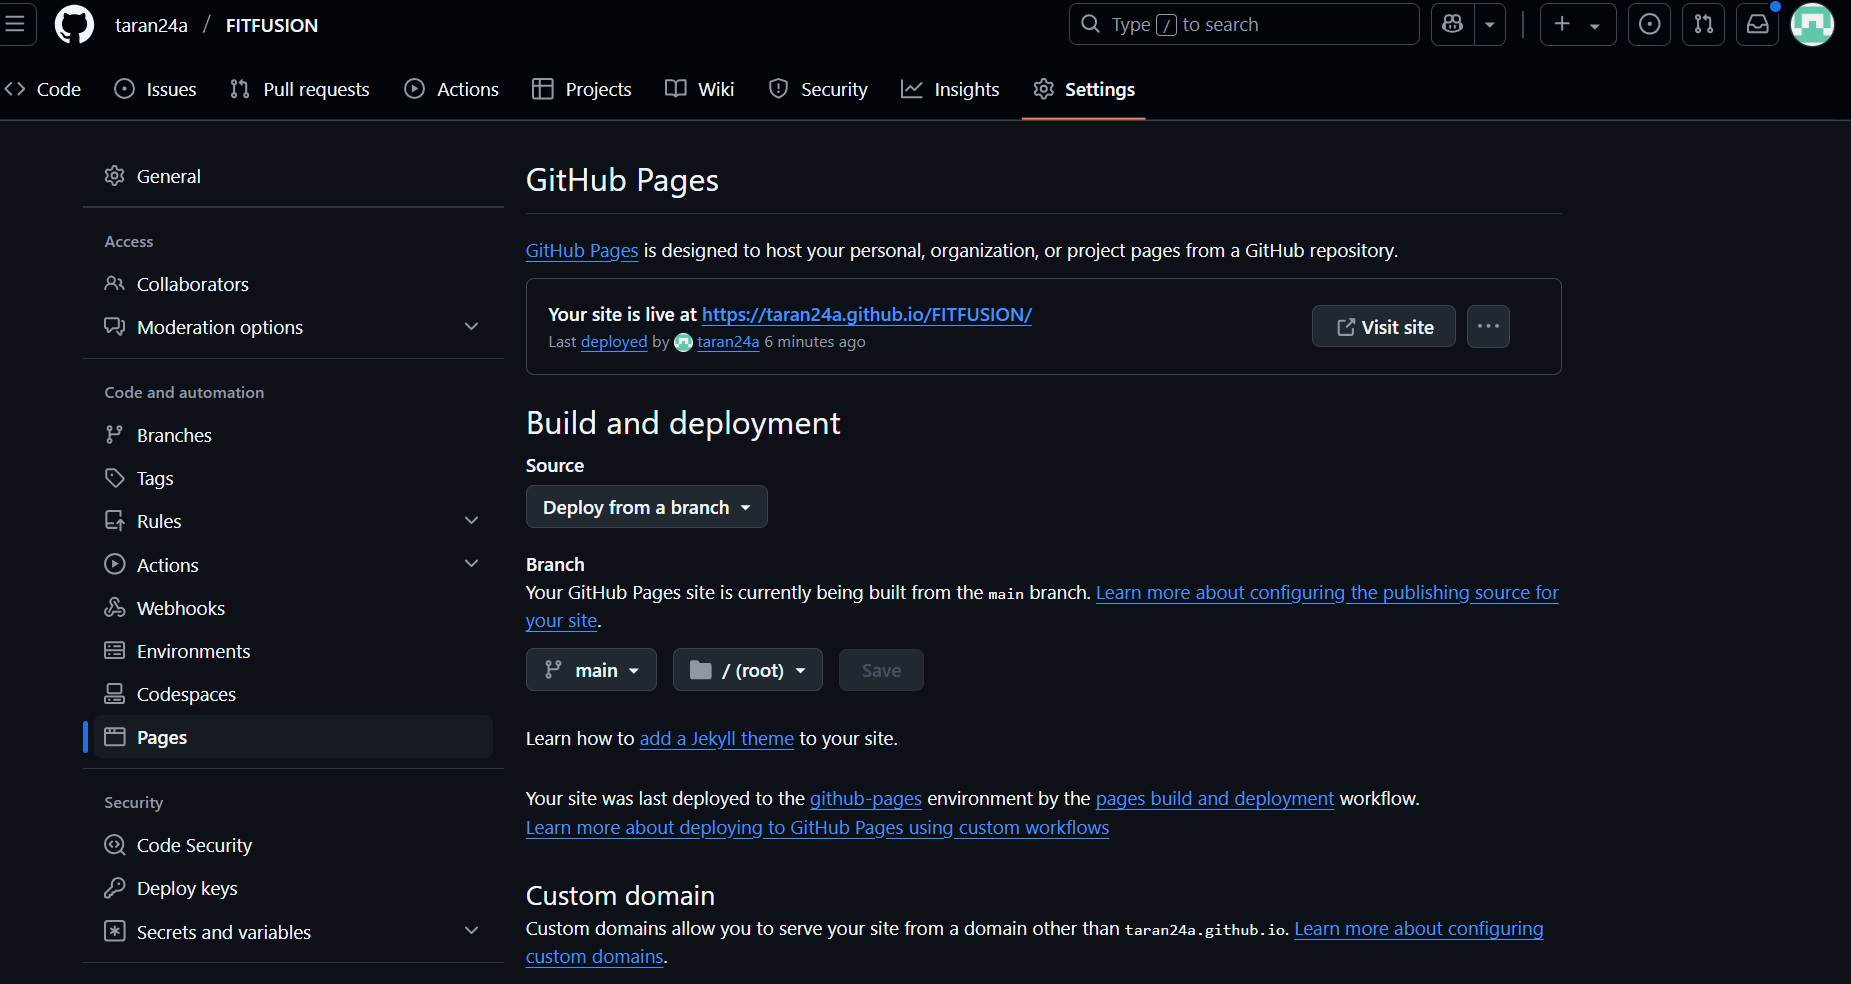 taran24a / FITFUSION
Type / to search
Code Issues Pull requests Actions Projects Wiki Security Insights Settings
General
Access
Collaborators
Moderation options
Code and automation
Branches
Tags
Rules
Actions
Webhooks
Environments
Codespaces
Pages
Security
Code Security
Deploy keys
Secrets and variables
GitHub Pages
GitHub Pages is designed to host your personal, organization, or project pages from a GitHub repository.
Your site is live at https://taran24a.github.io/FITFUSION/
Last deployed by taran24a 6 minutes ago
Visit site
Build and deployment
Source
Deploy from a branch
Branch
Your GitHub Pages site is currently being built from the main branch. Learn more about configuring the publishing source for
your site.
main / (root) Save
Learn how to add a Jekyll theme to your site.
Your site was last deployed to the github-pages environment by the pages build and deployment workflow.
Learn more about deploying to GitHub Pages using custom workflows
Custom domain
Custom domains allow you to serve your site from a domain other than taran24a.github.io. Learn more about configuring
custom domains.